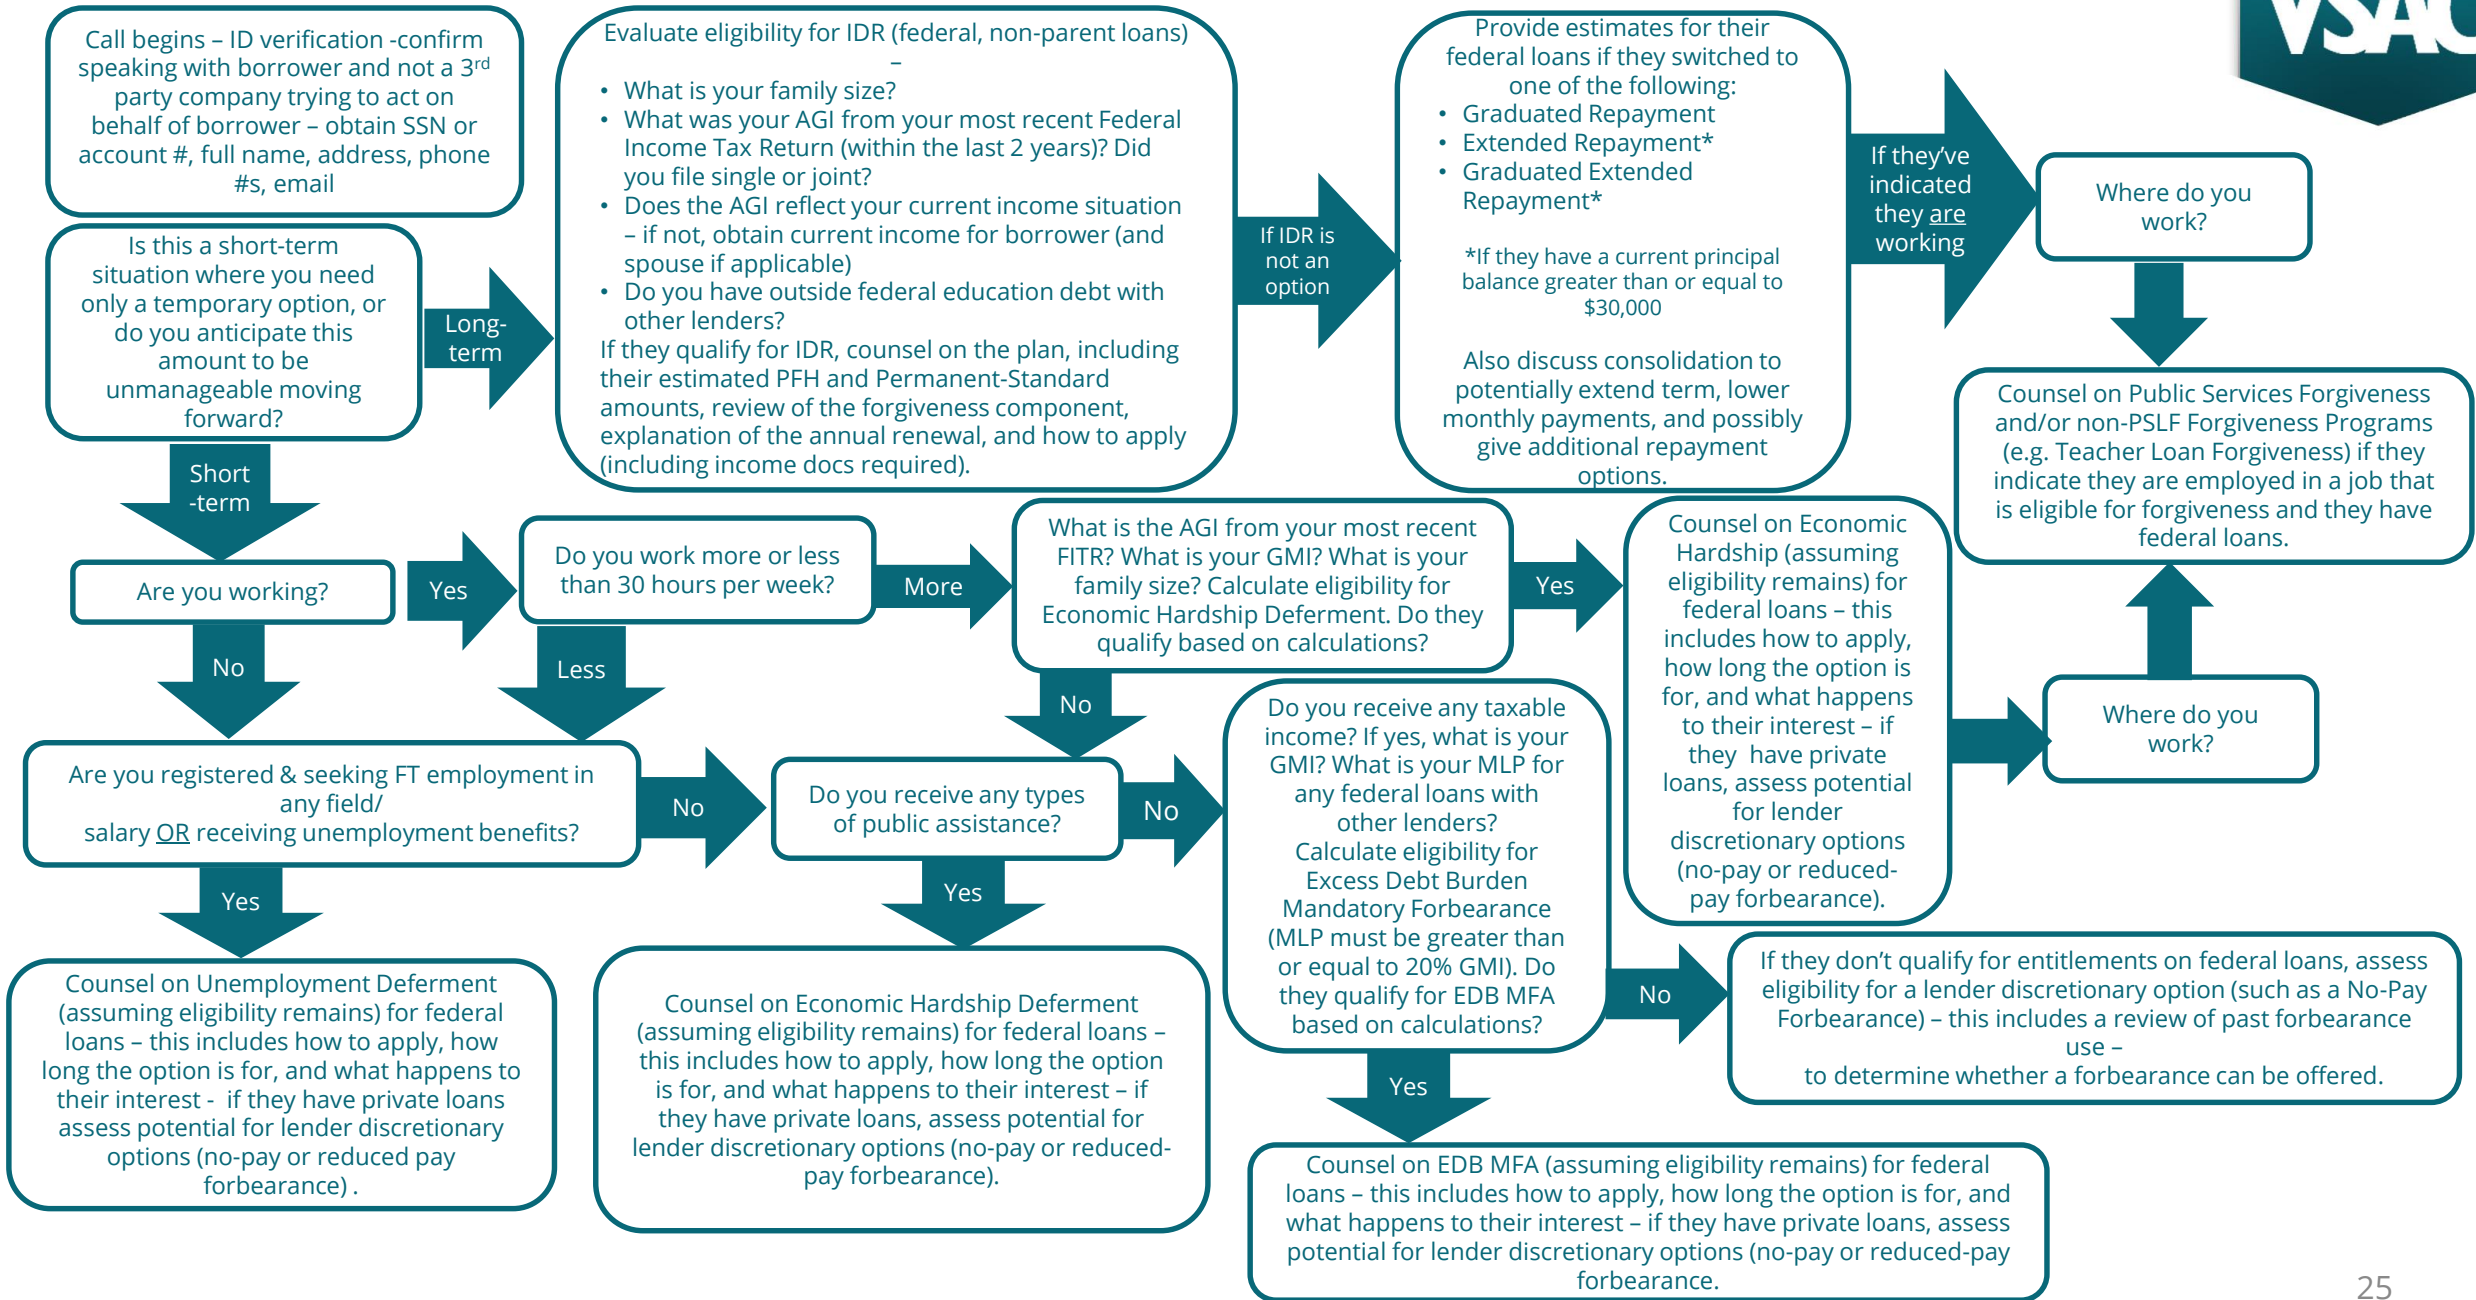 Call begins – ID verification -confirm
speaking with borrower and not a 3rd
party company trying to act on
behalf of borrower – obtain SSN or
account #, full name, address, phone
#s, email
Is this a short-term
situation where you need
only a temporary option, or
do you anticipate this
amount to be
unmanageable moving
forward?
Long-
term
Evaluate eligibility for IDR (federal, non-parent loans)
–
• What is your family size?
• What was your AGI from your most recent Federal
Income Tax Return (within the last 2 years)? Did
you file single or joint?
• Does the AGI reflect your current income situation
– if not, obtain current income for borrower (and
spouse if applicable)
• Do you have outside federal education debt with
other lenders?
If they qualify for IDR, counsel on the plan, including
their estimated PFH and Permanent-Standard
amounts, review of the forgiveness component,
explanation of the annual renewal, and how to apply
(including income docs required).
If IDR is
not an
option
Provide estimates for their
federal loans if they switched to
one of the following:
• Graduated Repayment
• Extended Repayment*
• Graduated Extended
Repayment*
*If they have a current principal
balance greater than or equal to
$30,000
Also discuss consolidation to
potentially extend term, lower
monthly payments, and possibly
give additional repayment
options.
If they’ve
indicated
they are
working
VSAC
Where do you
work?
Counsel on Public Services Forgiveness
and/or non-PSLF Forgiveness Programs
(e.g. Teacher Loan Forgiveness) if they
indicate they are employed in a job that
is eligible for forgiveness and they have
federal loans.
Short
-term
Are you working?
Yes
Do you work more or less
than 30 hours per week?
More
What is the AGI from your most recent
FITR? What is your GMI? What is your
family size? Calculate eligibility for
Economic Hardship Deferment. Do they
qualify based on calculations?
Yes
Counsel on Economic
Hardship (assuming
eligibility remains) for
federal loans – this
includes how to apply,
how long the option is
for, and what happens
to their interest – if
they have private
loans, assess potential
for lender
discretionary options
(no-pay or reduced-
pay forbearance).
Where do you
work?
No
Less
No
Are you registered & seeking FT employment in
any field/
salary OR receiving unemployment benefits?
No
Do you receive any types
of public assistance?
No
Do you receive any taxable
income? If yes, what is your
GMI? What is your MLP for
any federal loans with
other lenders?
Calculate eligibility for
Excess Debt Burden
Mandatory Forbearance
(MLP must be greater than
or equal to 20% GMI). Do
they qualify for EDB MFA
based on calculations?
No
If they don’t qualify for entitlements on federal loans, assess
eligibility for a lender discretionary option (such as a No-Pay
Forbearance) – this includes a review of past forbearance
use –
to determine whether a forbearance can be offered.
Yes
Counsel on Unemployment Deferment
(assuming eligibility remains) for federal
loans – this includes how to apply, how
long the option is for, and what happens to
their interest - if they have private loans
assess potential for lender discretionary
options (no-pay or reduced pay
forbearance) .
Yes
Counsel on Economic Hardship Deferment
(assuming eligibility remains) for federal loans –
this includes how to apply, how long the option
is for, and what happens to their interest – if
they have private loans, assess potential for
lender discretionary options (no-pay or reduced-
pay forbearance).
Yes
Counsel on EDB MFA (assuming eligibility remains) for federal
loans – this includes how to apply, how long the option is for, and
what happens to their interest – if they have private loans, assess
potential for lender discretionary options (no-pay or reduced-pay
forbearance.
25